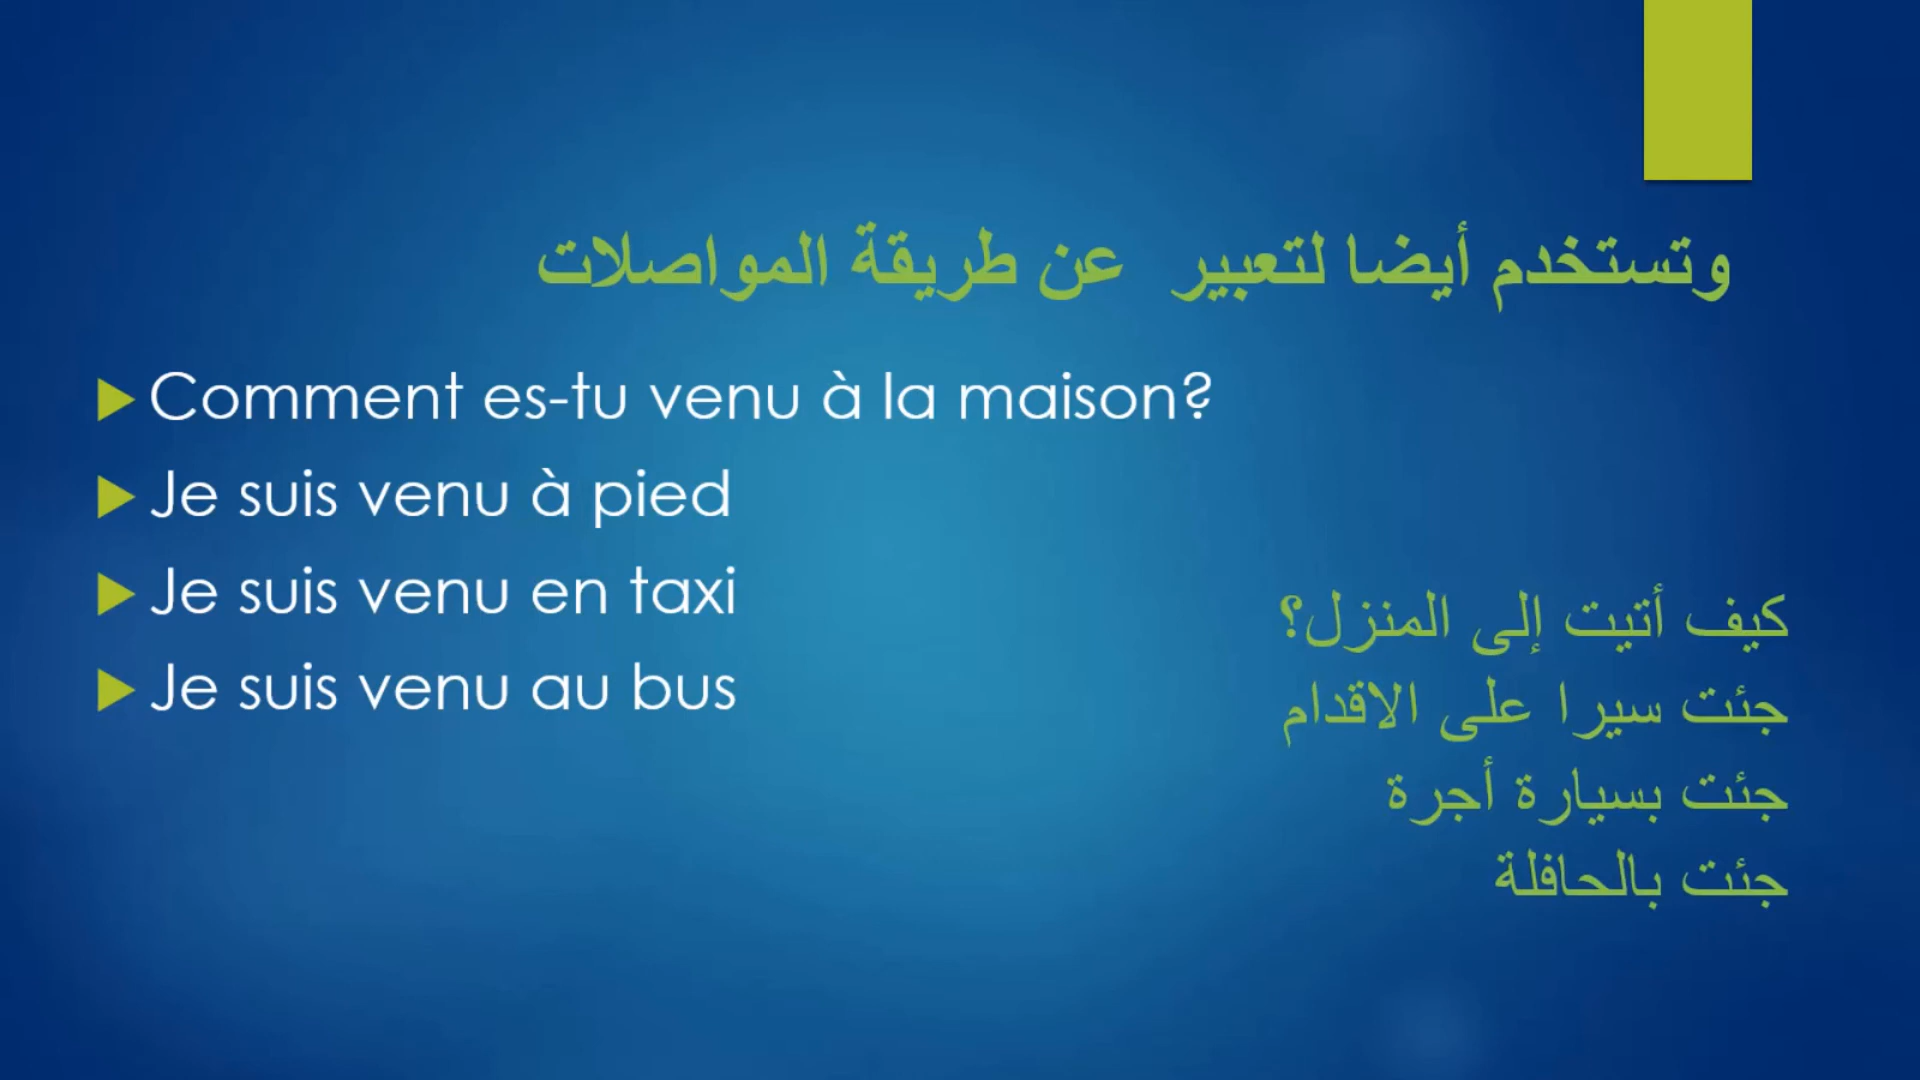 وتستخدم أيضا لتعبير عن طريقة المواصلات
Comment es-tu venu à la maison?
Je suis venu à pied
Je suis venu en taxi
Je suis venu au bus
كيف أتيت إلى المنزل؟
جئت سيرا على الاقدام
جئت بسيارة أجرة
جئت بالحافلة